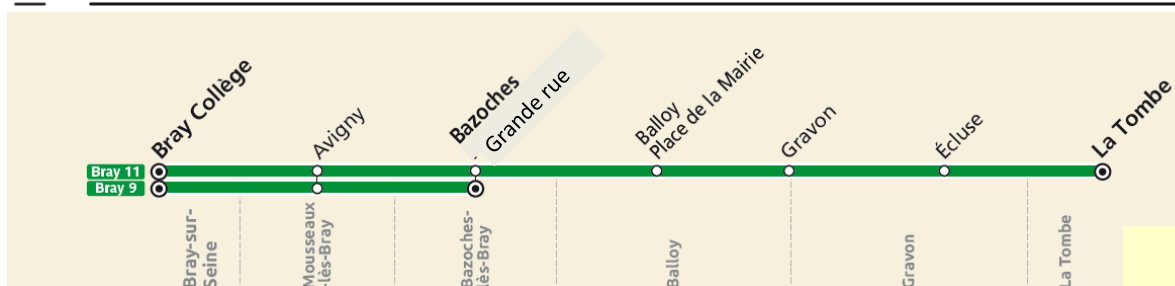 Bray Collège
Avigny
Bazoches
Grande rue
Balloy
Place de la Mairie
Gravon
Écluse
La Tombe
Bray 11
Bray 9
Bray-sur-
Seine
Mousseaux
-lès-Bray
Bazoches-
lès-Bray
Balloy
Gravon
La Tombe